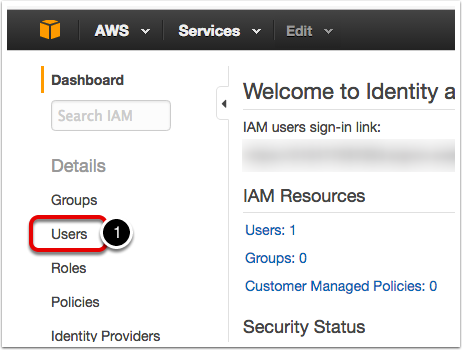 AWS Services Edit
Dashboard
Search IAM
Details
Groups
Users 1
Roles
Policies
Identity Providers
Welcome to Identity a
IAM users sign-in link:
IAM Resources
Users: 1
Groups: 0
Customer Managed Policies: 0
Security Status